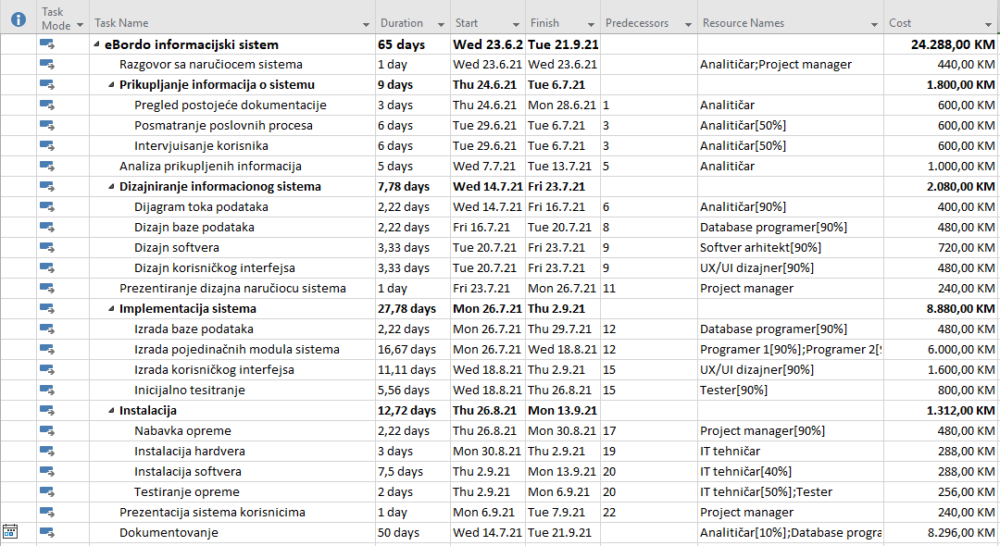 Task Mode Task Name Duration Start Finish Predecessors Resource Names Cost
eBordo informacijski sistem 65 days Wed 23.6.2 Tue 21.9.21 24.288,00 KM
Razgovor sa naručiocem sistema 1 day Wed 23.6.21 Wed 23.6.21 Analitičar;Project manager 440,00 KM
Prikupljanje informacija o sistemu 9 days Thu 24.6.21 Tue 6.7.21 1.800,00 KM
Pregled postojeće dokumentacije 3 days Thu 24.6.21 Mon 28.6.21 1 Analitičar 600,00 KM
Posmatranje poslovnih procesa 6 days Tue 29.6.21 Tue 6.7.21 3 Analitičar[50%] 600,00 KM
Intervjuisanje korisnika 6 days Tue 29.6.21 Tue 6.7.21 3 Analitičar[50%] 600,00 KM
Analiza prikupljenih informacija 5 days Wed 7.7.21 Tue 13.7.21 5 Analitičar 1.000,00 KM
Dizajniranje informacionog sistema 7,78 days Wed 14.7.21 Fri 23.7.21 2.080,00 KM
Dijagram toka podataka 2,22 days Wed 14.7.21 Fri 16.7.21 6 Analitičar[90%] 400,00 KM
Dizajn baze podataka 2,22 days Fri 16.7.21 Tue 20.7.21 8 Database programer[90%] 480,00 KM
Dizajn softvera 3,33 days Tue 20.7.21 Fri 23.7.21 9 Softver arhitekt[90%] 720,00 KM
Dizajn korisničkog interfejsa 3,33 days Tue 20.7.21 Fri 23.7.21 9 UX/UI dizajner[90%] 480,00 KM
Prezentiranje dizajna naručiocu sistema 1 day Fri 23.7.21 Mon 26.7.21 11 Project manager 240,00 KM
Implementacija sistema 27,78 days Mon 26.7.21 Thu 2.9.21 8.880,00 KM
Izrada baze podataka 2,22 days Mon 26.7.21 Thu 29.7.21 12 Database programer[90%] 480,00 KM
Izrada pojedinačnih modula sistema 16,67 days Mon 26.7.21 Wed 18.8.21 12 Programer 1[90%];Programer 2[ 6.000,00 KM
Izrada korisničkog interfejsa 11,11 days Wed 18.8.21 Thu 2.9.21 15 UX/UI dizajner[90%] 1.600,00 KM
Inicijalno tesitranje 5,56 days Wed 18.8.21 Thu 26.8.21 15 Tester[90%] 800,00 KM
Instalacija 12,72 days Thu 26.8.21 Mon 13.9.21 1.312,00 KM
Nabavka opreme 2,22 days Thu 26.8.21 Mon 30.8.21 17 Project manager[90%] 480,00 KM
Instalacija hardvera 3 days Mon 30.8.21 Thu 2.9.21 19 IT tehničar 288,00 KM
Instalacija softvera 7,5 days Thu 2.9.21 Mon 13.9.21 20 IT tehničar[40%] 288,00 KM
Testiranje opreme 2 days Thu 2.9.21 Mon 6.9.21 20 IT tehničar[50%];Tester 256,00 KM
Prezentacija sistema korisnicima 1 day Mon 6.9.21 Tue 7.9.21 22 Project manager 240,00 KM
Dokumentovanje 50 days Wed 14.7.21 Tue 21.9.21 Analitičar[10%];Database progra 8.296,00 KM